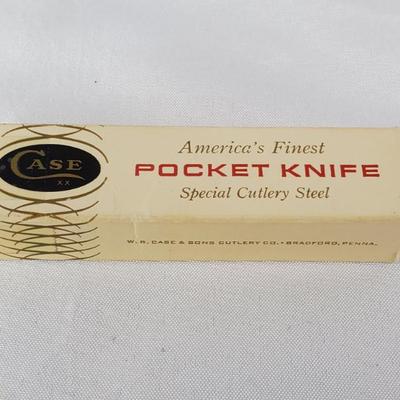 CASE
XX
America's Finest
POCKET KNIFE
Special Cutlery Steel
W. R. CASE & SONS CUTLERY CO. • BRADFORD, PENNA.